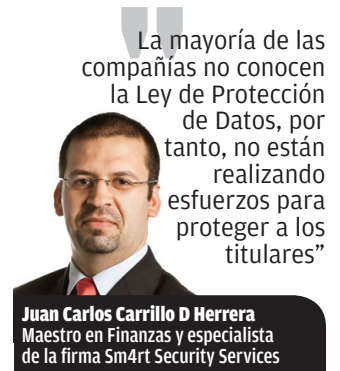 "La mayoría de las
compañías no conocen
la Ley de Protección
de Datos, por
tanto, no están
realizando
esfuerzos para
proteger a los
titulares”
Juan Carlos Carrillo D Herrera
Maestro en Finanzas y especialista
de la firma Sm4rt Security Services